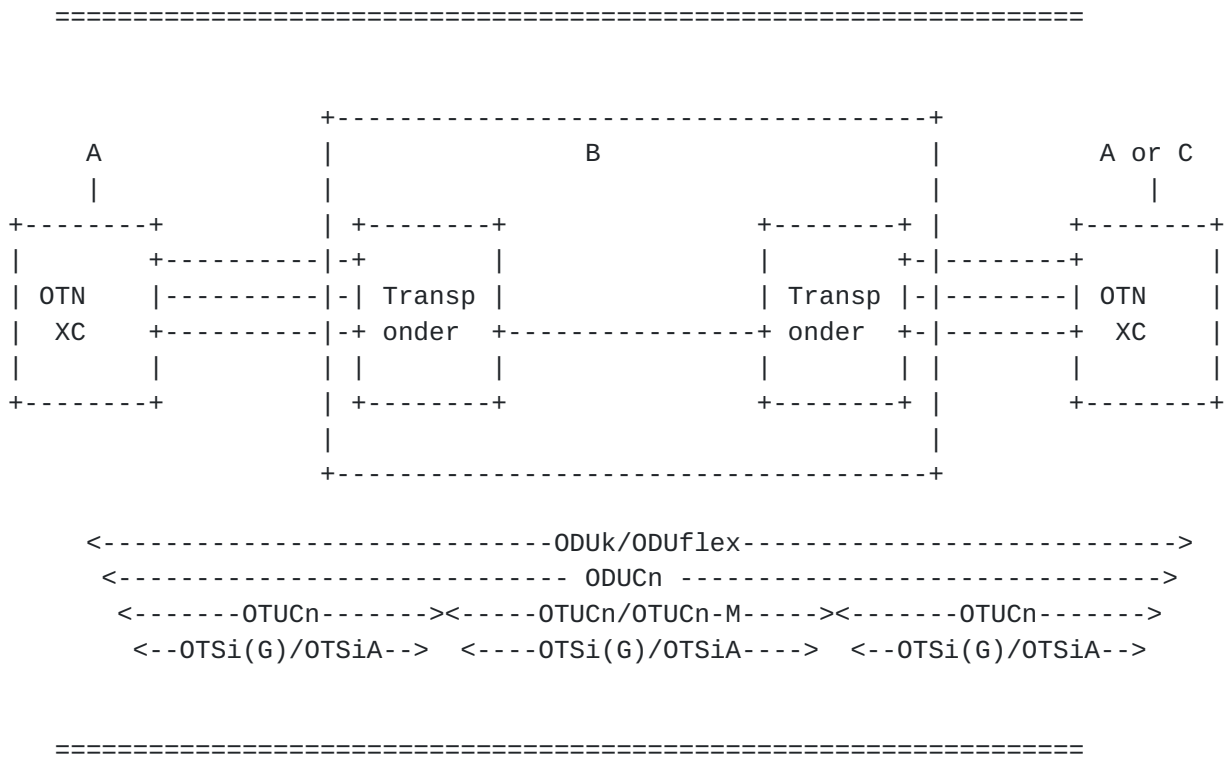 ==================================================================
+--------------------------------------+
A | B | A or C
| | | |
+--------+ | +--------+ +--------+ | +--------+
| +----------|-+ | | +-|--------+ |
| OTN |----------|-| Transp | | Transp |-|--------| OTN |
| XC +----------|-+ onder +----------------+ onder +-|--------+ XC |
| | | | | | | | | |
+--------+ | +--------+ +--------+ | +--------+
| |
+--------------------------------------+
<-----------------------------ODUk/ODUflex---------------------------->
<----------------------------- ODUCn ------------------------------->
<-------OTUCn-------><-----OTUCn/OTUCn-M-----><-------OTUCn------->
<--OTSi(G)/OTSiA--> <----OTSi(G)/OTSiA----> <--OTSi(G)/OTSiA-->
==================================================================